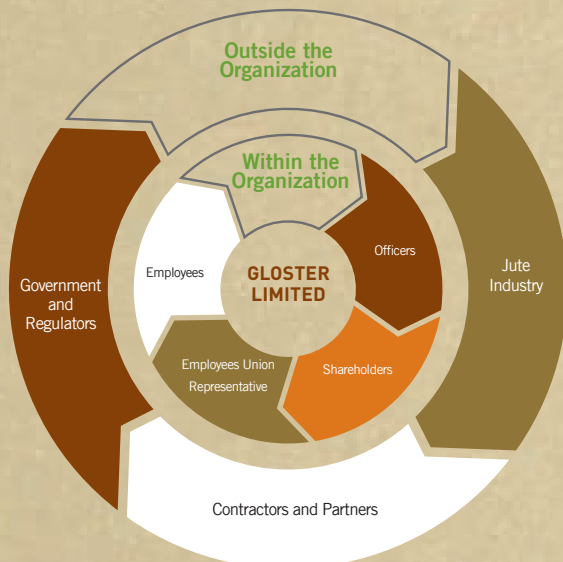 Outside the
Organization
Within the
Organization
Officers
Employees
GLOSTER
LIMITED
Jute
Industry
Government
and
Regulators
Employees Union
Representative
Shareholders
Contractors and Partners